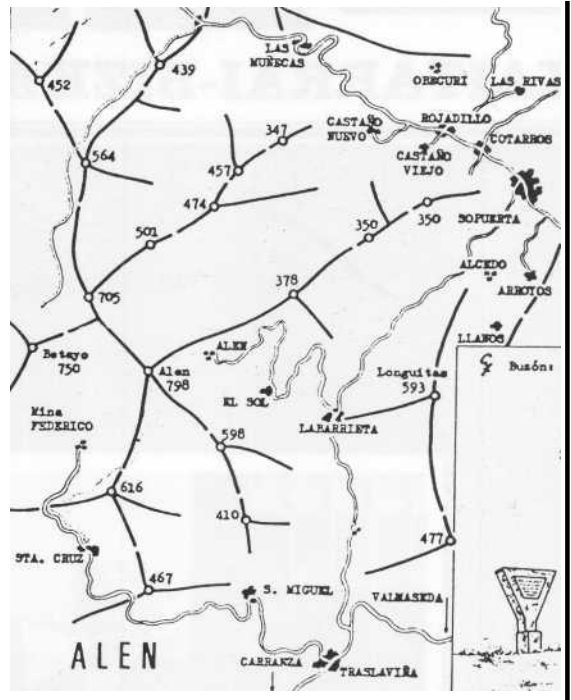 LAS
MUÑECAS
439
452
OBECURI
LAS RIVAS
CASTAÑO
NUEVO
ROJADILLO
347
COTARROS
CASTAÑO
VIEJO
564
457
474
SOPUERTA
350
350
501
ALCEDO
ARROYOS
378
705
LLANOS
ALEN
Betayo
750
Alen
798
Longuitas
593
Buzón:
EL SOL
Mina
FEDERICO
LABARRIETA
598
616
410
477
STA. CRUZ
467
S. MIGUEL
VALMASEDA
ALEN
CARRANZA
TRASLAVIÑA